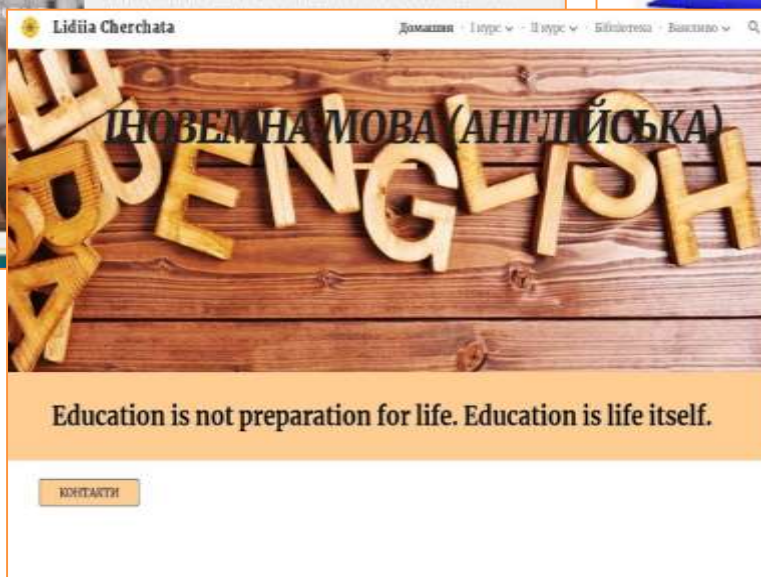 Lidiia Cherchata
Домашня · І курс · ІІ курс · Бібліотека · Важливо
ІНОЗЕМНА МОВА (АНГЛІЙСЬКА)
ENGLISH
Education is not preparation for life. Education is life itself.
КОНТАКТИ